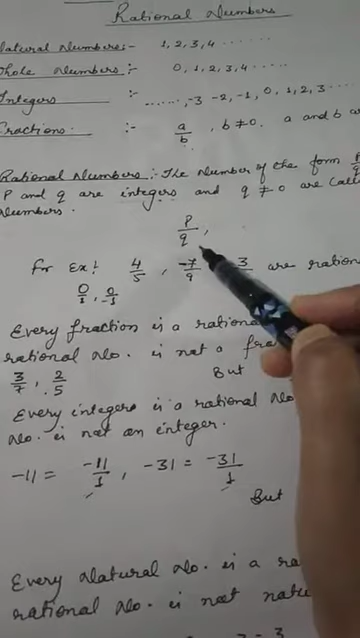 Rational Numbers
Natural Numbers:- 1, 2, 3, 4 .......
Whole Numbers :- 0, 1, 2, 3, 4 .....
Integers :- ......, -3 -2, -1, 0, 1, 2, 3 ....
Fractions. :- a/b , b≠0. a and b
Rational Numbers :- The number of the form
P and q are integers and q ≠ 0 are
Numbers.
P/q ,
For Ex! 4/5 , -7/9 3 are
0/1, 0/-1
Every fraction is a
rational No. is not a
3/7 , 2/5 But
Every integers is a rational No
No. is not an integer.
-11 = -11/1 , -31 = -31/1
But
Every Natural No. is a
rational No. is not